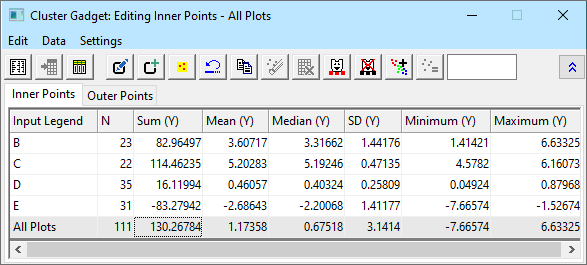 Cluster Gadget: Editing Inner Points - All Plots
Edit Data Settings
Inner Points Outer Points
Input Legend N Sum (Y) Mean (Y) Median (Y) SD (Y) Minimum (Y) Maximum (Y)
B 23 82.96497 3.60717 3.31662 1.44176 1.41421 6.63325
C 22 114.46235 5.20283 5.19246 0.47135 4.5782 6.16073
D 35 16.11994 0.46057 0.40324 0.25809 0.04924 0.87968
E 31 -83.27942 -2.68643 -2.20068 1.41177 -7.66574 -1.52674
All Plots 111 130.26784 1.17358 0.67518 3.1414 -7.66574 6.63325